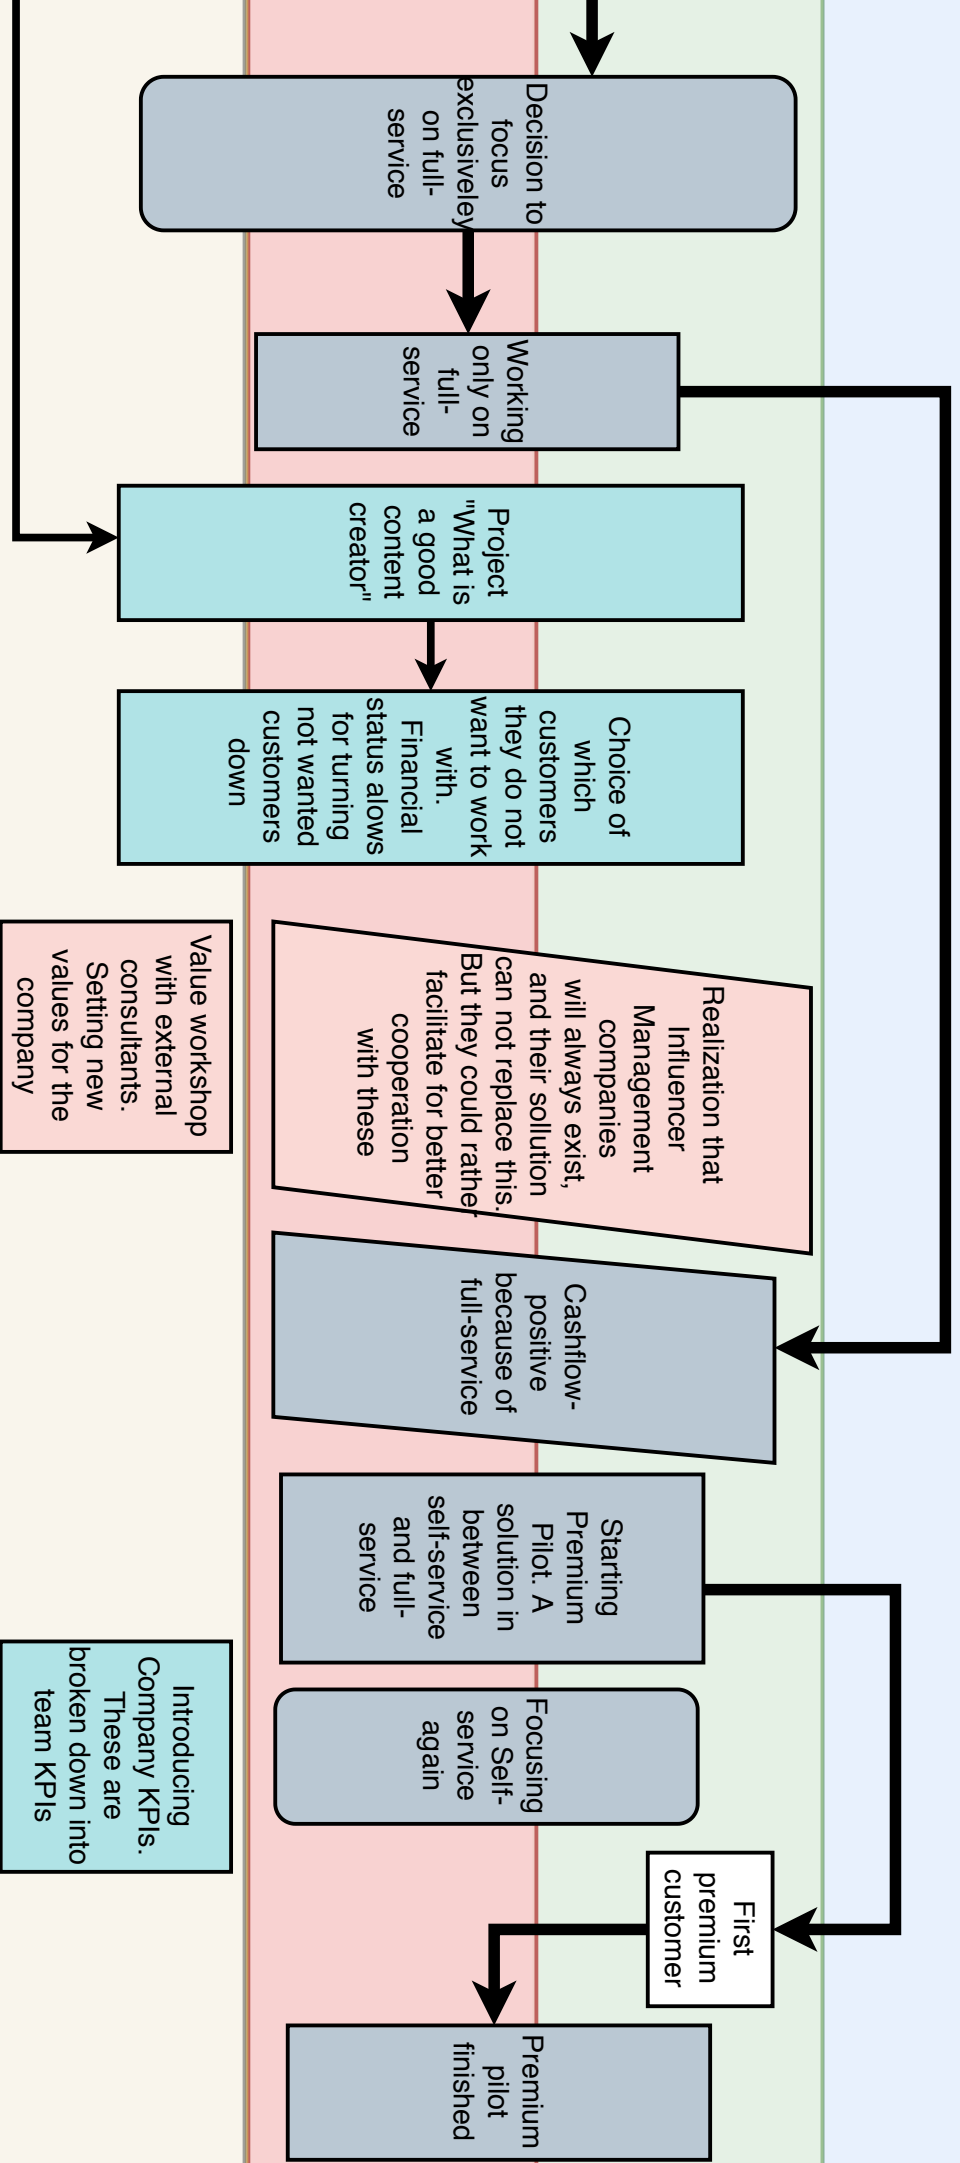 Decision to
focus
exclusiveley
on full-
service
Working
only on
full-
service
Project
"What is
a good
content
creator"
Choice of
which
customers
they do not
want to work
with.
Financial
status alows
for turning
not wanted
customers
down
Value workshop
with external
consultants.
Setting new
values for the
company
Realization that
Influencer
Management
companies
will always exist,
and their solution
can not replace this.
But they could rather
facilitate for better
cooperation
with these
Cashflow-
positive
because of
full-service
Starting
Premium
Pilot. A
solution in
between
self-service
and full-
service
Focusing
on Self-
service
again
Introducing
Company KPIs.
These are
broken down into
team KPIs
First
premium
customer
Premium
pilot
finished